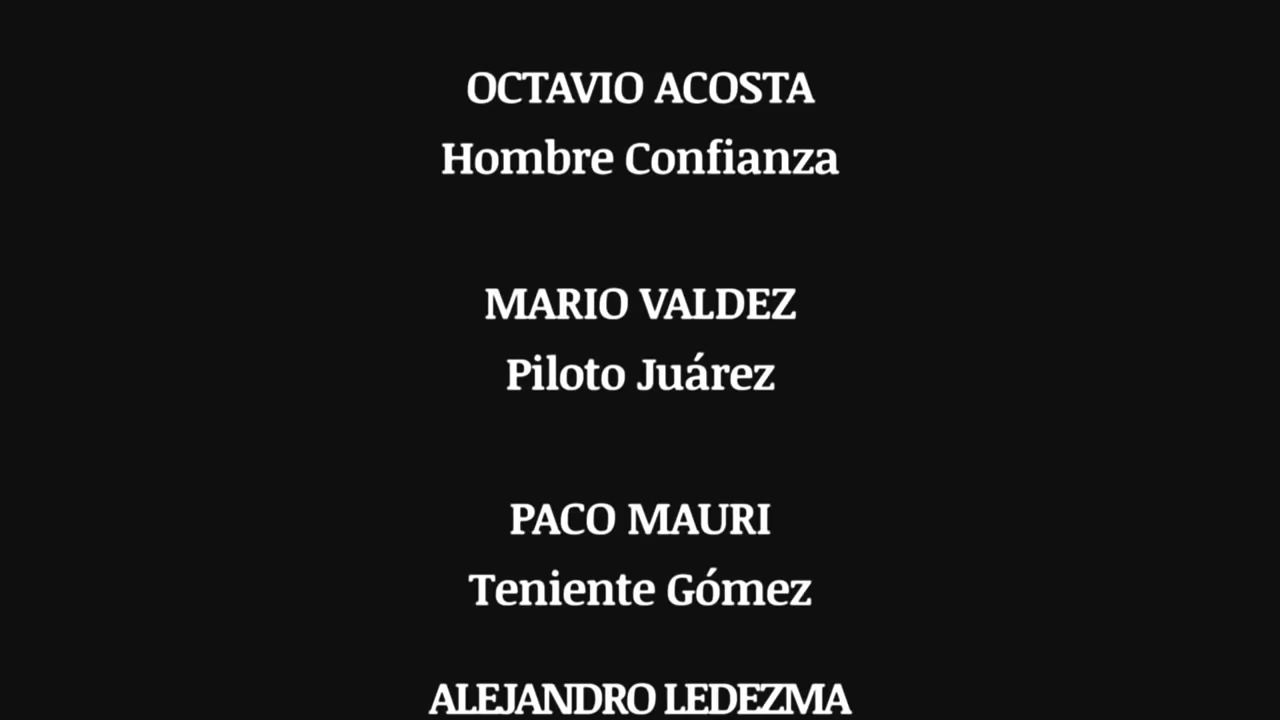 OCTAVIO ACOSTA
Hombre Confianza
MARIO VALDEZ
Piloto Juárez
PACO MAURI
Teniente Gómez
ALEJANDRO LEDEZMA